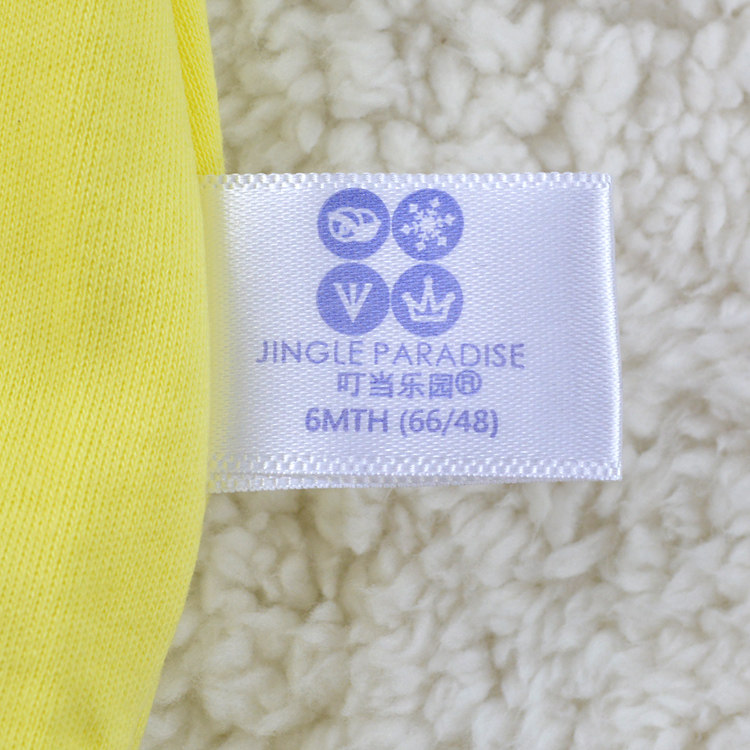 JINGLE PARADISE
叮当乐园®
6MTH (66/48)